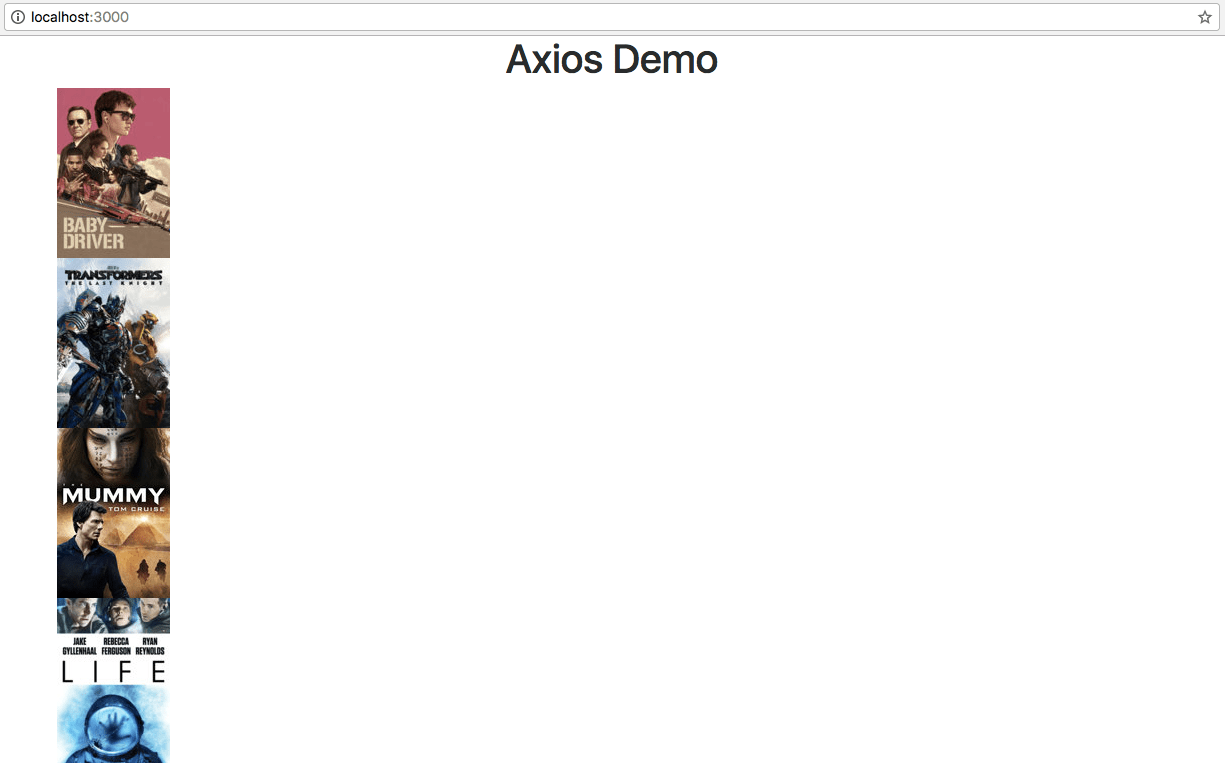 localhost:3000
Axios Demo
BABY
DRIVER
TRANSFORMERS
THE LAST KNIGHT
THE
MUMMY
TOM CRUISE
JAKE REBECCA RYAN
GYLLENHAAL FERGUSON REYNOLDS
LIFE